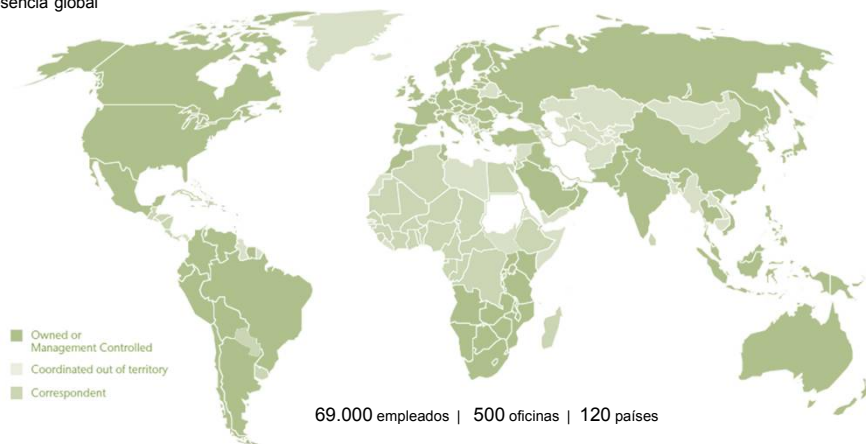 sencia global
Owned or
Management Controlled
Coordinated out of territory
Correspondent
69.000 empleados | 500 oficinas | 120 países